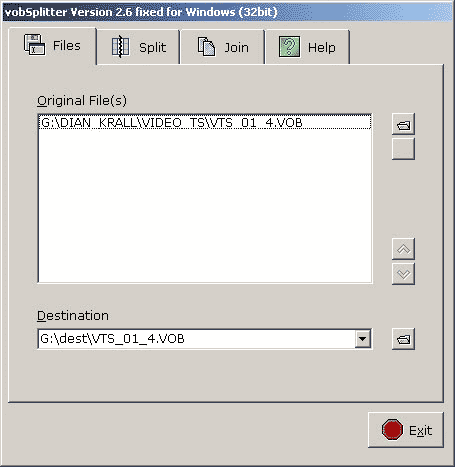 vobSplitter Version 2.6 fixed for Windows (32bit)
Files Split Join Help
Original File(s)
G:\DIAN_KRALL\VIDEO_TS\VTS_01_4.VOB
Destination
G:\dest\VTS_01_4.VOB
Exit